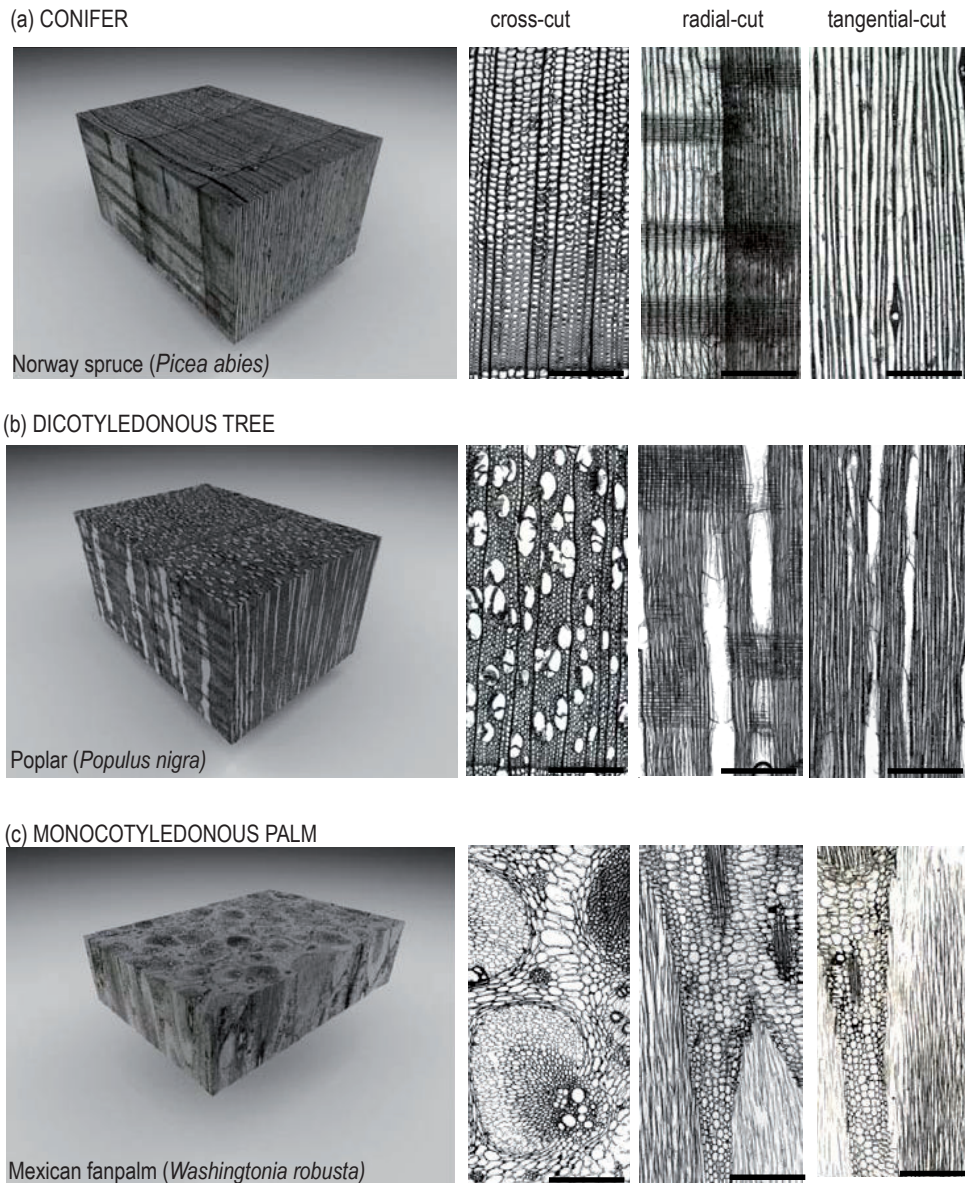 (a) CONIFER
cross-cut
radial-cut
tangential-cut
Norway spruce (Picea abies)
(b) DICOTYLEDONOUS TREE
Poplar (Populus nigra)
(c) MONOCOTYLEDONOUS PALM
Mexican fanpalm (Washingtonia robusta)